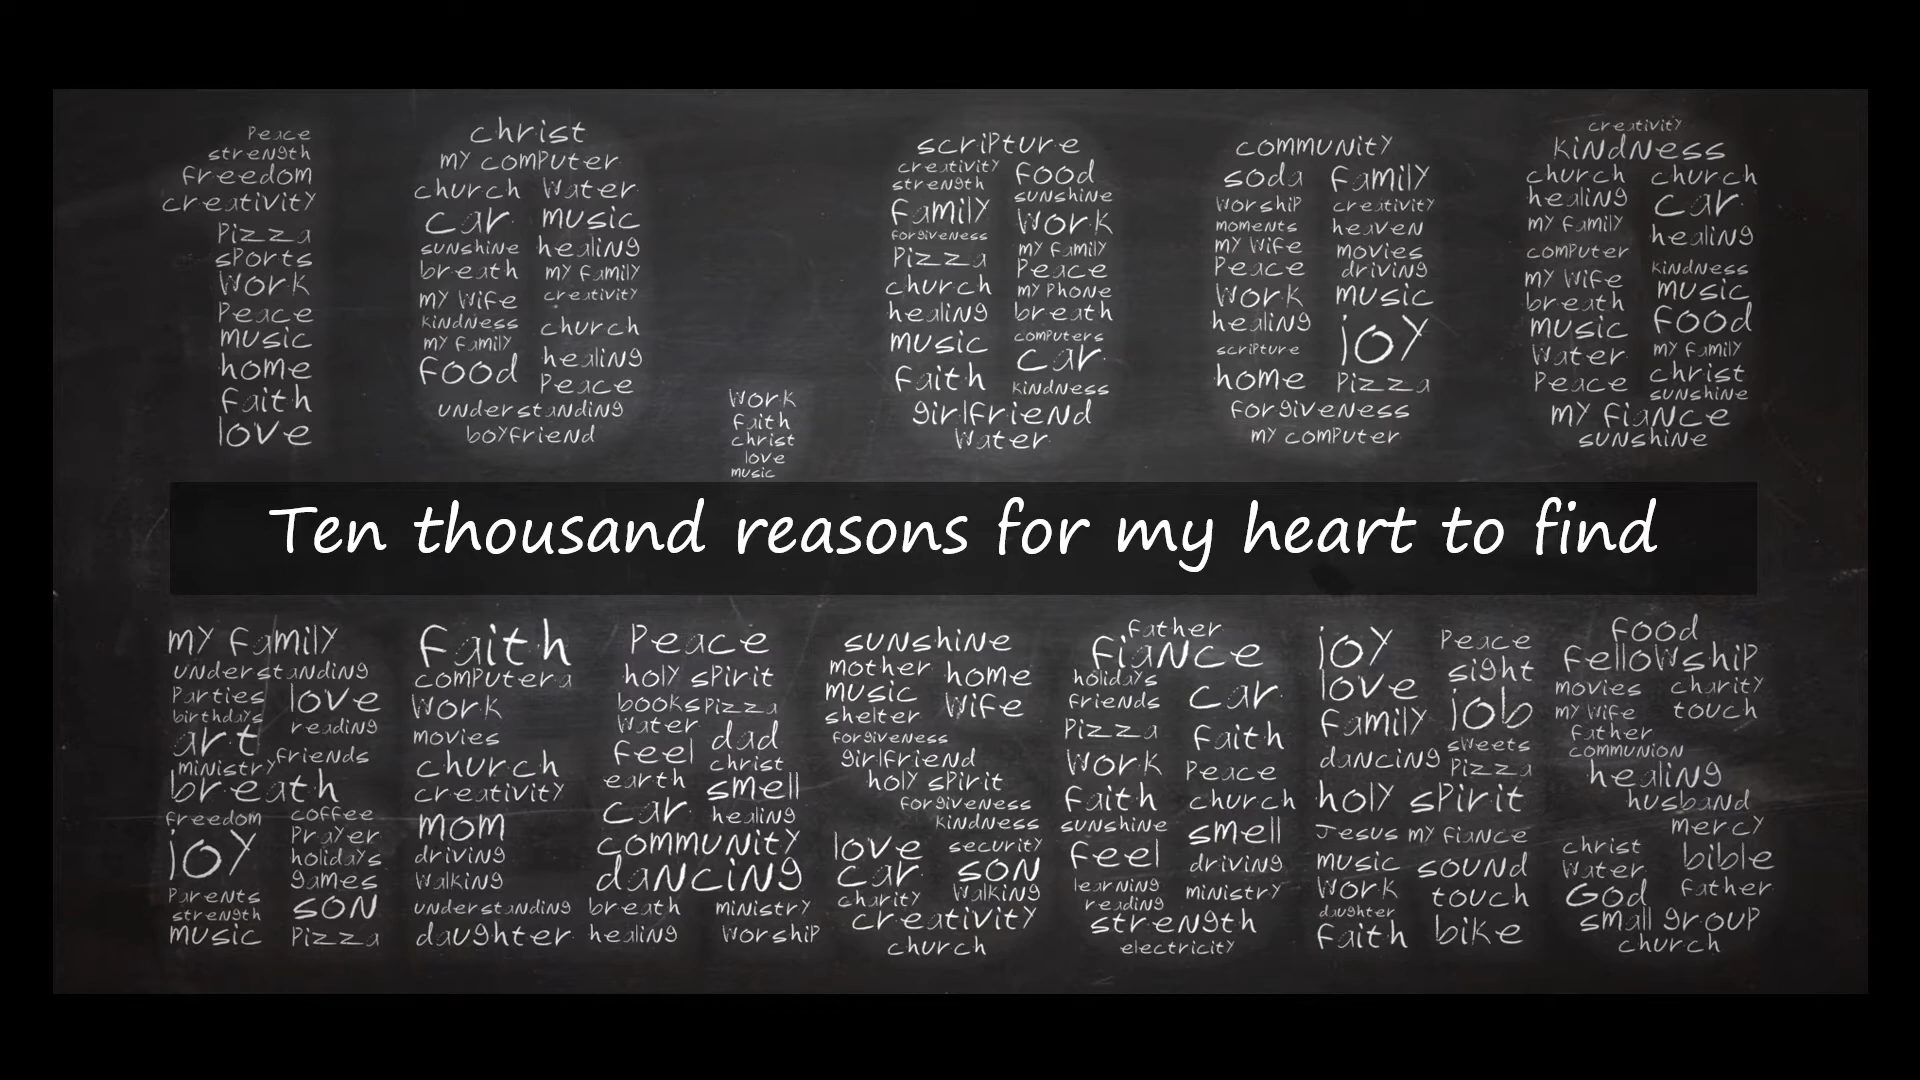 Peace
strength
freedom
creativity
Pizza
sports
Work
Peace
music
home
faith
love
christ
my computer
church Water
car music
sunshine healing
breath my family
my Wife creativity
kindness church
my family healing
food Peace
understanding
boyfriend
Work
faith
christ
love
music
scripture
creativity food
strength sunshine
family Work
forgiveness my family
Pizza Peace
church my Phone
healing breath
music computers
faith car
kindness
girlfriend
Water
community
soda family
Worship creativity
moments heaven
my Wife movies
Peace driving
Work music
healing joy
scripture Pizza
home
forgiveness
my computer
creativity
kindness
church church
healing car
my family healing
computer kindness
my Wife music
breath food
music my family
Water christ
Peace sunshine
my fiance
sunshine
Ten thousand reasons for my heart to find
my family
understanding
Parties love
birthdays reading
art friends
ministry
breath
freedom coffee
joy Prayer
holidays
games
Parents son
strength Pizza
music
faith
computera
Work
movies
church
creativity
mom
driving
Walking
understanding
daughter
Peace
holy spirit
books Pizza
Water dad
feel christ
earth smell
car healing
community
dancing
breath ministry
healing Worship
sunshine
mother home
music Wife
shelter
forgiveness
girlfriend
holy spirit
forgiveness
kindness
love security
car son
charity Walking
creativity
church
father
fiance
holidays car
friends faith
Pizza Peace
Work church
faith smell
sunshine driving
feel ministry
learning
reading
strength
electricity
joy Peace
love sight
family job
dancing sweets
Pizza
holy spirit
Jesus my fiance
music sound
Work touch
daughter bike
faith
food
fellowship
movies charity
my Wife touch
father
communion
healing
husband
mercy
christ bible
Water father
God
small group
church